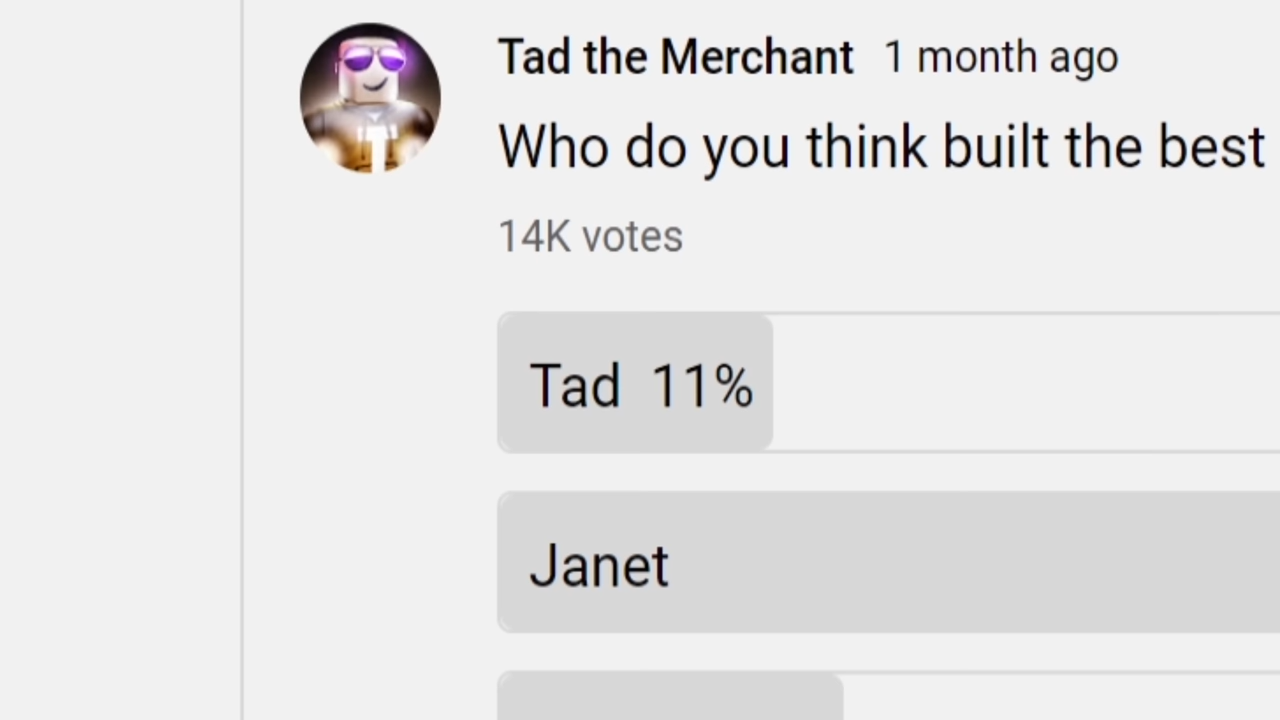 Tad the Merchant 1 month ago
Who do you think built the best
14K votes
Tad 11%
Janet